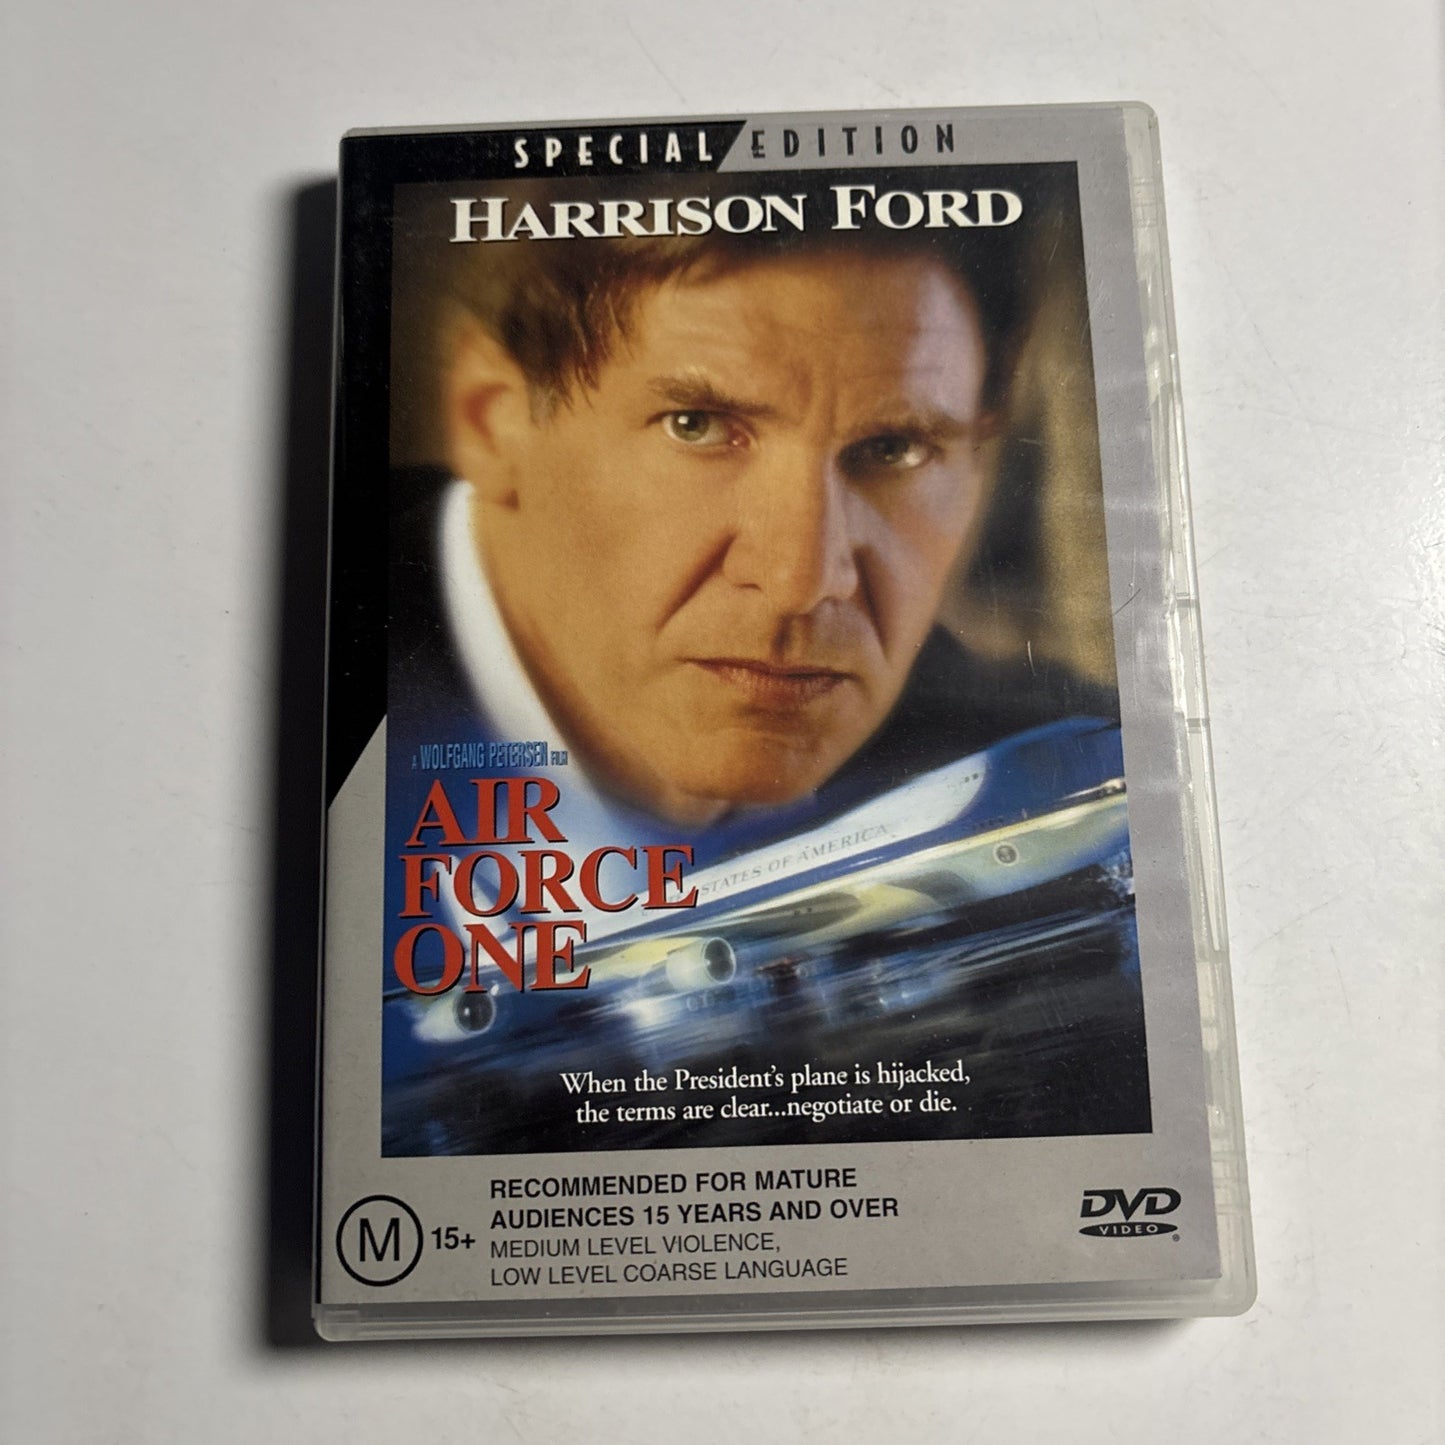 SPECIAL EDITION
HARRISON FORD
A WOLFGANG PETERSEN FILM
AIR
FORCE
ONE
STATES OF AMERICA
When the President's plane is hijacked,
the terms are clear...negotiate or die.
M 15+
RECOMMENDED FOR MATURE
AUDIENCES 15 YEARS AND OVER
MEDIUM LEVEL VIOLENCE,
LOW LEVEL COARSE LANGUAGE
DVD
VIDEO